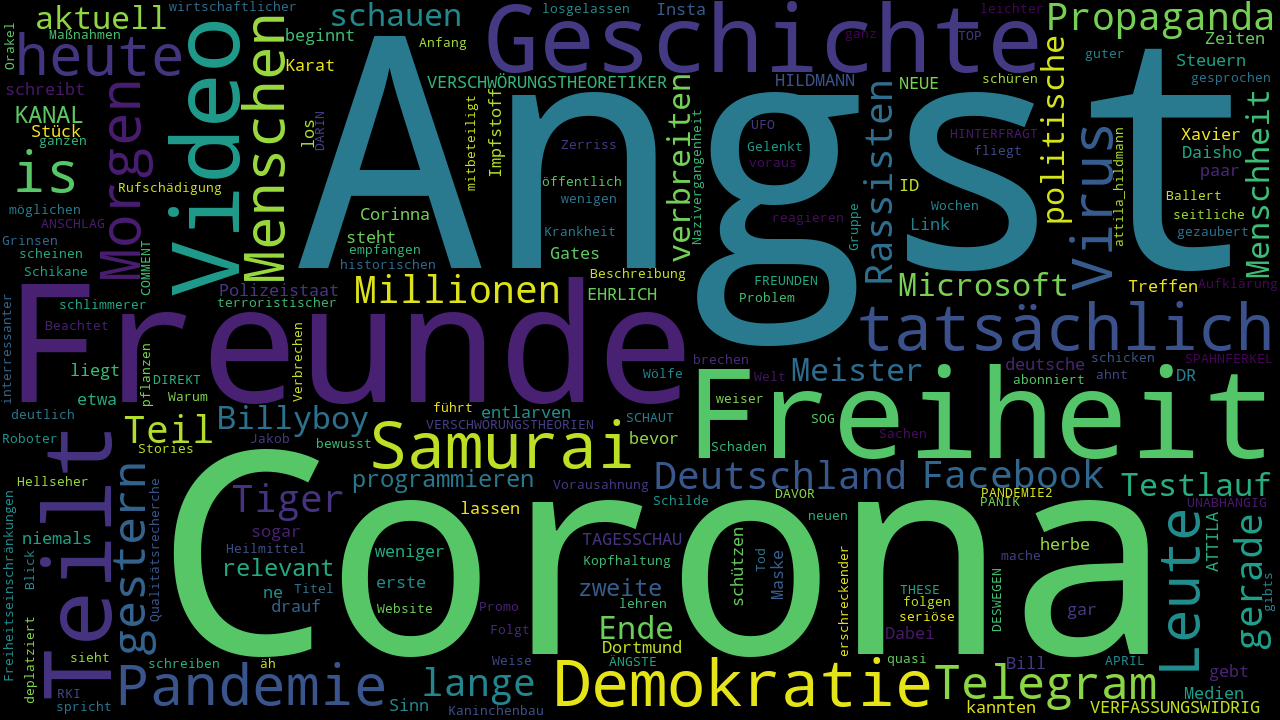 wirtschaftlicher
losgelassen
Insta
leichter
aktuell
schauen
Geschichte
Propaganda
Maßnahmen
Orakel
heute
Video
Menschen
beginnt
Anfang
Angst
ganz
TOP
Zeiten
guter
Steuern
Karat
VERSCHWÖRUNGSTHEORETIKER
HILDMANN
NEUE
schüren
gesprochen
schreibt
Morgen
KANAL
Stück
ganzen
los
DARIN
mitbeteiligt
Impfstoff
verbreiten
Nazivergangenheit
UFO
Rassisten
HINTERFRAGT
politische
Virus
attila_hildmann
Xavier
Menschheit
Zerriss
Gelenkt
fliegt
Daisho
voraus
paar
is
Rufschädigung
öffentlich
ID
Ballert
wenigen
möglichen
ANSCHLAG
Corinna
reagieren
Gruppe
Wochen
Link
seitliche
gezaubert
Grinsen
steht
Krankheit
scheinen
empfangen
Gates
COMMENT
historischen
Schikane
Beschreibung
Freunde
Polizeistaat
Millionen
EHRLICH
FREUNDEN
Microsoft
Treffen
Aufklärung
schlimmerer
terroristischer
Problem
interressanter
Beachtet
Verbrechen
tatsächlich
pflanzen
brechen
schicken
SPAHNFERKEL
liegt
DIREKT
Wölfe
Welt
Meister
deutsche
ahnt
DR
etwa
Warum
weiser
Freiheit
abonniert
deutlich
führt
entlarven
SCHAUT
SOG
Teil
Billyboy
VERSCHWÖRUNGSTHEORIEN
Roboter
Teilt
Stories
Jakob
bewusst
Samurai
bevor
Schaden
Sachen
gestern
Hellseher
Freiheitseinschränkungen
Qualitätsrecherche
Tiger
programmieren
Vorausahnung
Deutschland
Facebook
Testlauf
Schilde
DAVOR
PANDEMIE2
PANIK
UNABHÄNGIG
lassen
neuen
Corona
sogar
niemals
TAGESSCHAU
Leute
ATTILA
gerade
Heilmittel
weniger
Kopfhaltung
schützen
Tod
Maske
herbe
mache
Blick
relevant
erste
zweite
erschreckender
THESE
DESWEGEN
gibts
ne
Titel
drauf
Website
Promo
lehren
folgen
gar
seriöse
deplatziert
Folgt
Ende
Dabei
Dortmund
sieht
schreiben
äh
Weise
ÄNGSTE
quasi
Bill
APRIL
gebt
RKI
Pandemie
lange
Demokratie
Telegram
Medien
spricht
Sinn
Kaninchenbau
kannten
VERFASSUNGSWIDRIG